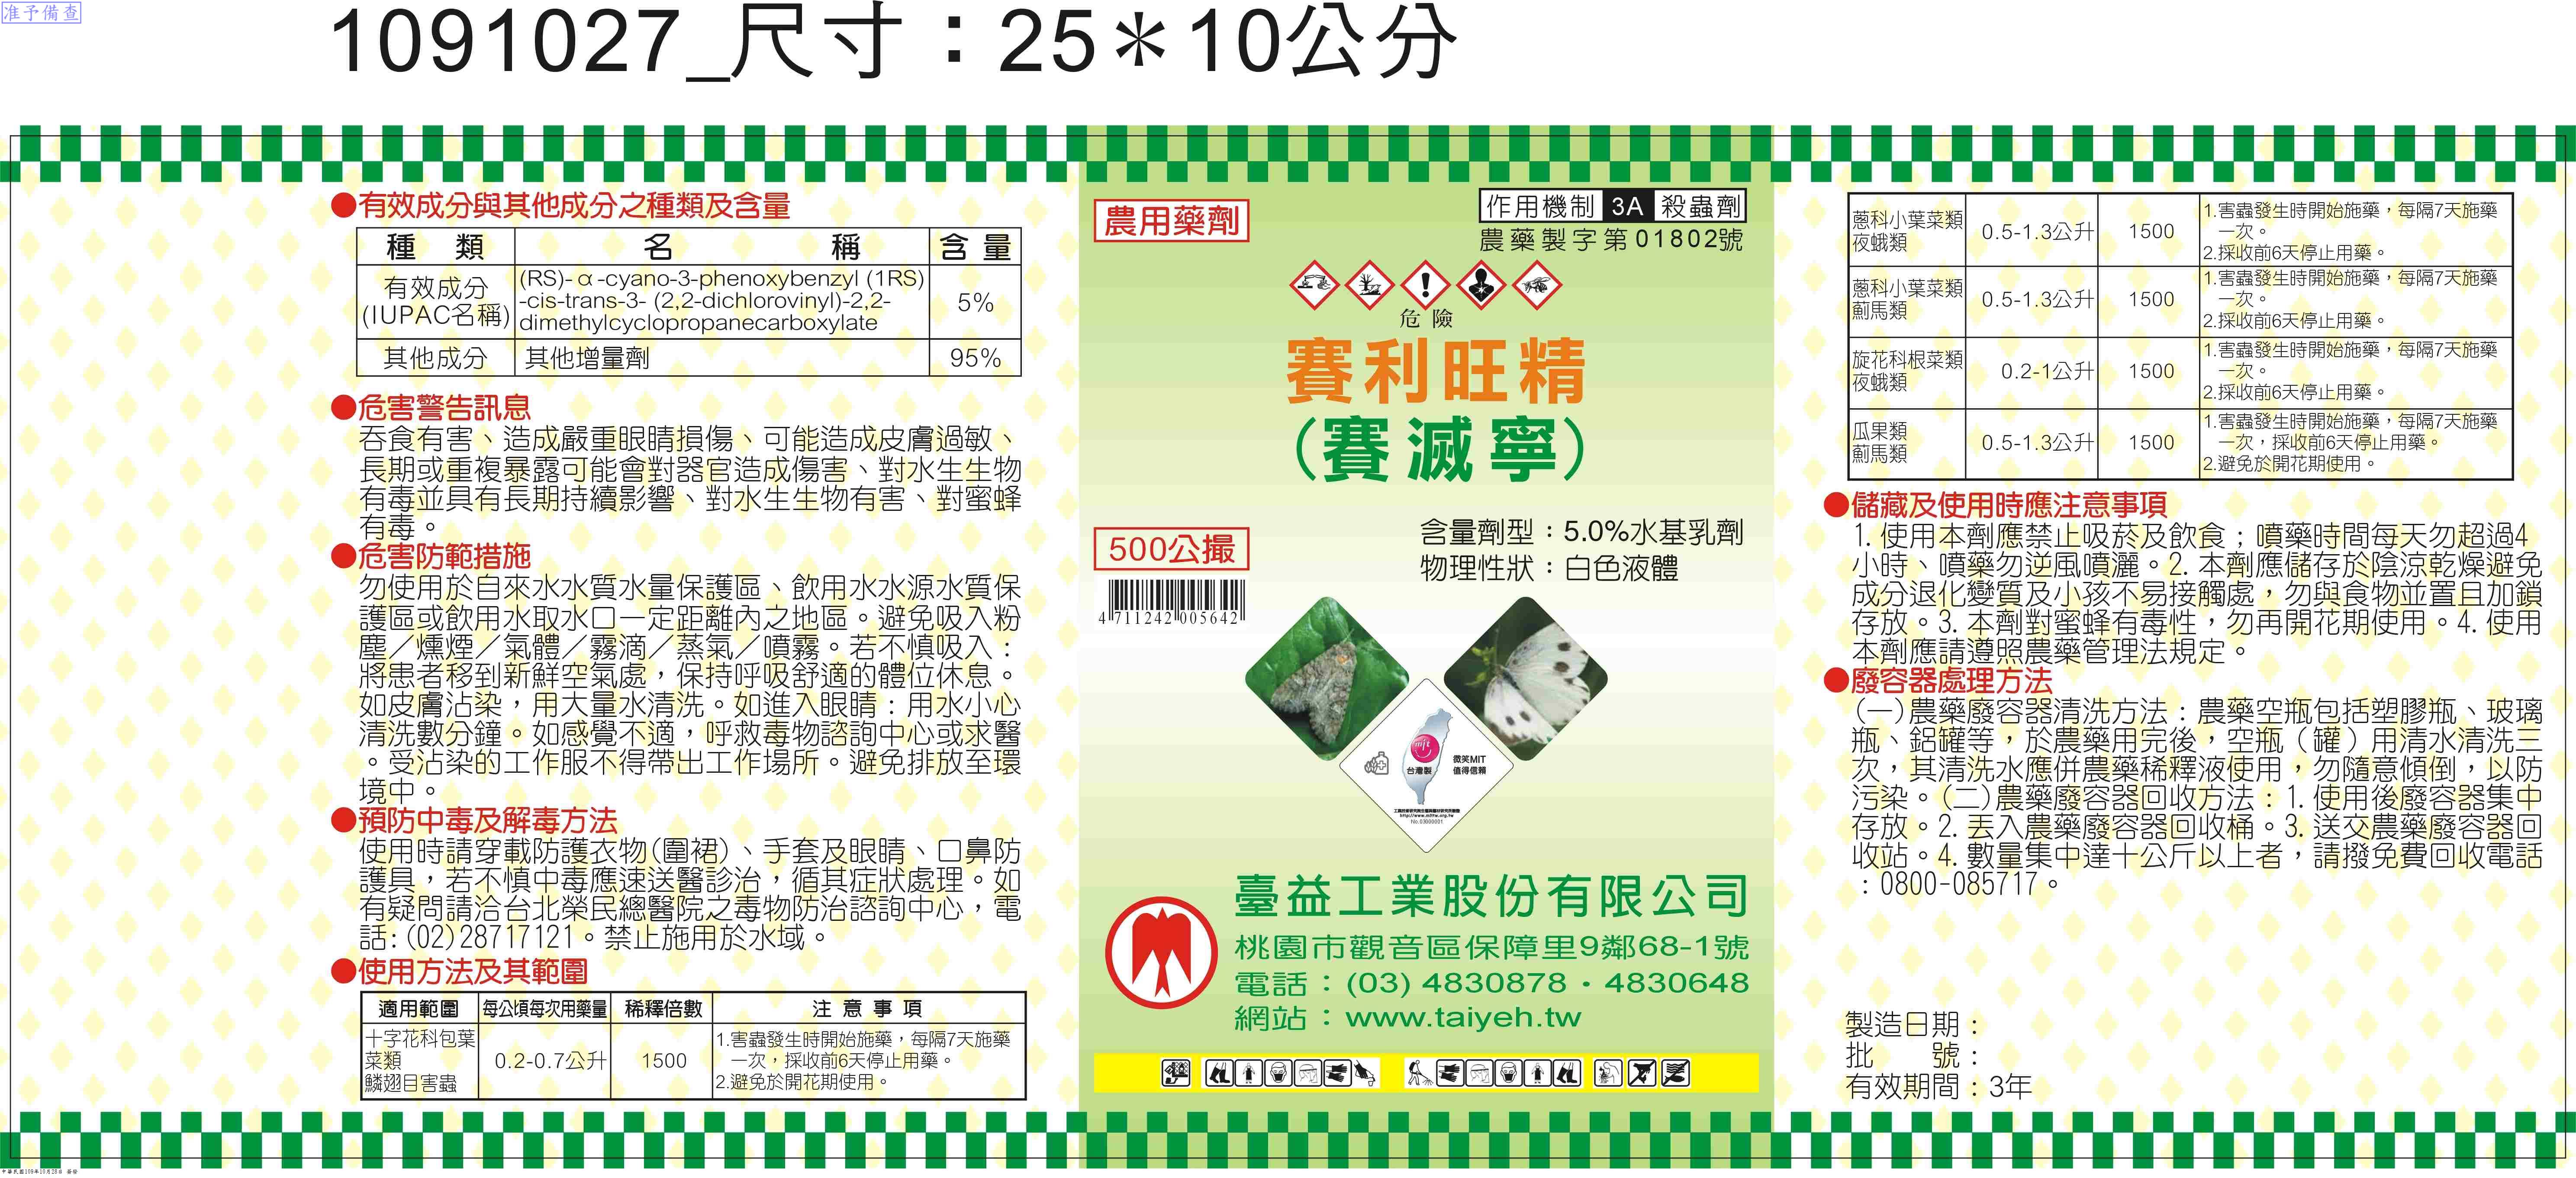 准予備查
1091027_尺寸：25＊10公分
●有效成分與其他成分之種類及含量
種 類 名 稱 含 量
有效成分
(IUPAC名稱)
(RS)-α-cyano-3-phenoxybenzyl (1RS)
-cis-trans-3- (2,2-dichlorovinyl)-2,2-
dimethylcyclopropanecarboxylate
5%
其他成分 其他增量劑 95%
●危害警告訊息
吞食有害、造成嚴重眼睛損傷、可能造成皮膚過敏、
長期或重複暴露可能會對器官造成傷害、對水生生物
有毒並具有長期持續影響、對水生生物有害、對蜜蜂
有毒。
●危害防範措施
勿使用於自來水水質水量保護區、飲用水水源水質保
護區或飲用水取水口一定距離內之地區。避免吸入粉
塵／燻煙／氣體／霧滴／蒸氣／噴霧。若不慎吸入：
將患者移到新鮮空氣處，保持呼吸舒適的體位休息。
如皮膚沾染，用大量水清洗。如進入眼睛：用水小心
清洗數分鐘。如感覺不適，呼救毒物諮詢中心或求醫
。受沾染的工作服不得帶出工作場所。避免排放至環
境中。
●預防中毒及解毒方法
使用時請穿載防護衣物(圍裙)、手套及眼睛、口鼻防
護具，若不慎中毒應速送醫診治，循其症狀處理。如
有疑問請洽台北榮民總醫院之毒物防治諮詢中心，電
話：(02)28717121。禁止施用於水域。
●使用方法及其範圍
適用範圍 每公頃每次用藥量 稀釋倍數 注 意 事 項
十字花科包葉
菜類
鱗翅目害蟲
0.2-0.7公升 1500
1.害蟲發生時開始施藥，每隔7天施藥
一次，採收前6天停止用藥。
2.避免於開花期使用。
農用藥劑
作用機制 3A 殺蟲劑
農藥製字第01802號
危險
賽利旺精
(賽滅寧)
500公撮
含量劑型：5.0%水基乳劑
物理性狀：白色液體
4 711242 005642
mit
台灣製
微笑MIT
值得信賴
http://www.mittw.org.tw
No.03000001
臺益工業股份有限公司
桃園市觀音區保障里9鄰68-1號
電話：(03) 4830878・4830648
網站：www.taiyeh.tw
蔥科小葉菜類
夜蛾類
0.5-1.3公升 1500
1.害蟲發生時開始施藥，每隔7天施藥
一次。
2.採收前6天停止用藥。
蔥科小葉菜類
薊馬類
0.5-1.3公升 1500
1.害蟲發生時開始施藥，每隔7天施藥
一次。
2.採收前6天停止用藥。
旋花科根菜類
夜蛾類
0.2-1公升 1500
1.害蟲發生時開始施藥，每隔7天施藥
一次。
2.採收前6天停止用藥。
瓜果類
薊馬類
0.5-1.3公升 1500
1.害蟲發生時開始施藥，每隔7天施藥
一次，採收前6天停止用藥。
2.避免於開花期使用。
●儲藏及使用時應注意事項
1. 使用本劑應禁止吸菸及飲食；噴藥時間每天勿超過4
小時、噴藥勿逆風噴灑。2. 本劑應儲存於陰涼乾燥避免
成分退化變質及小孩不易接觸處，勿與食物並置且加鎖
存放。3. 本劑對蜜蜂有毒性，勿再開花期使用。4. 使用
本劑應請遵照農藥管理法規定。
●廢容器處理方法
(一)農藥廢容器清洗方法：農藥空瓶包括塑膠瓶、玻璃
瓶、鋁罐等，於農藥用完後，空瓶（罐）用清水清洗三
次，其清洗水應併農藥稀釋液使用，勿隨意傾倒，以防
污染。(二)農藥廢容器回收方法：1. 使用後廢容器集中
存放。2. 丟入農藥廢容器回收桶。3. 送交農藥廢容器回
收站。4. 數量集中達十公斤以上者，請撥免費回收電話
：0800-085717。
製造日期：
批 號：
有效期間：3年